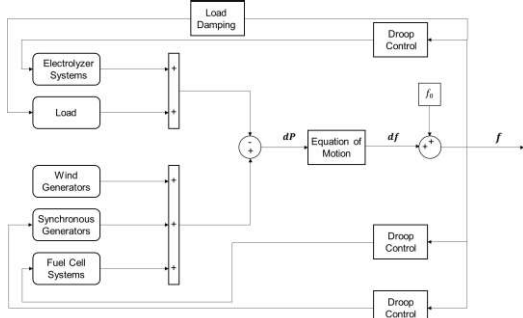 Load
Damping
Droop
Control
Electrolyzer
Systems
+
Load
+
f₀
-
+
dP
Equation of
Motion
df
+
+
f
Wind
Generators
+
Synchronous
Generators
+
Fuel Cell
Systems
+
Droop
Control
Droop
Control